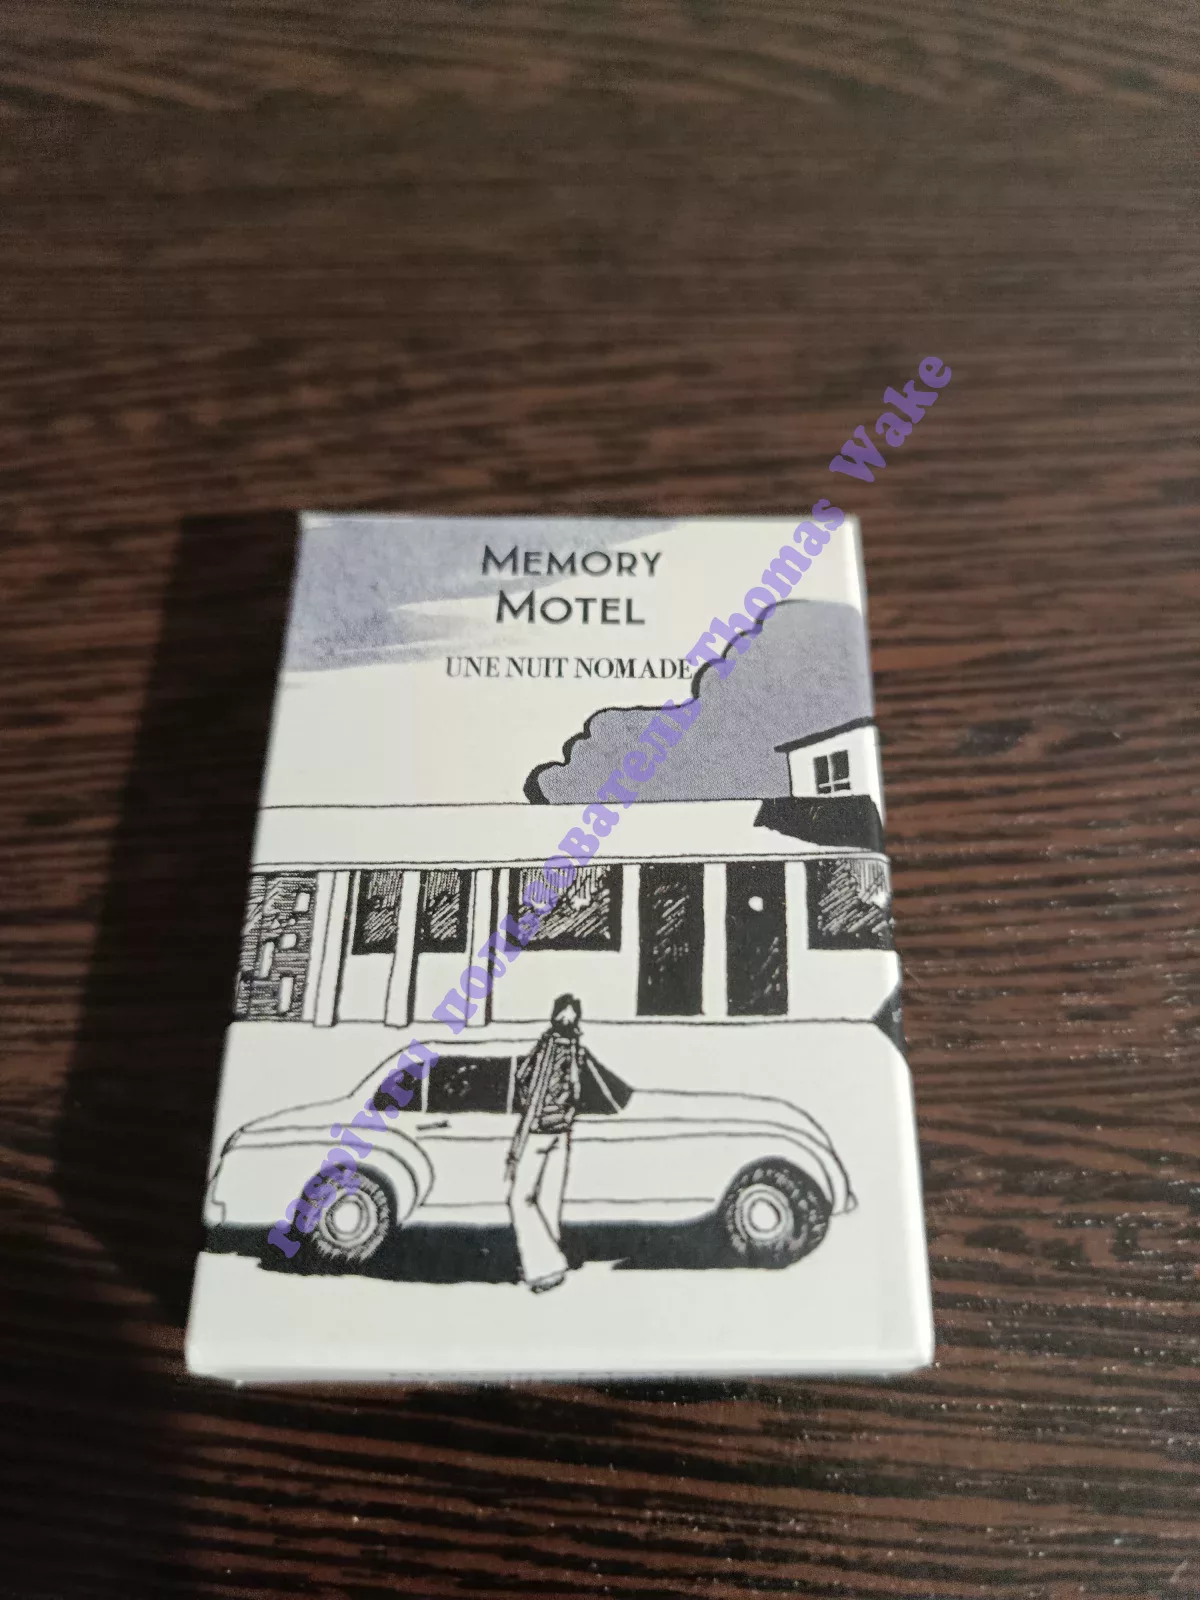 MEMORY
MOTEL
UNE NUIT NOMADE
raspiv.ru пользователь Thomas Wake